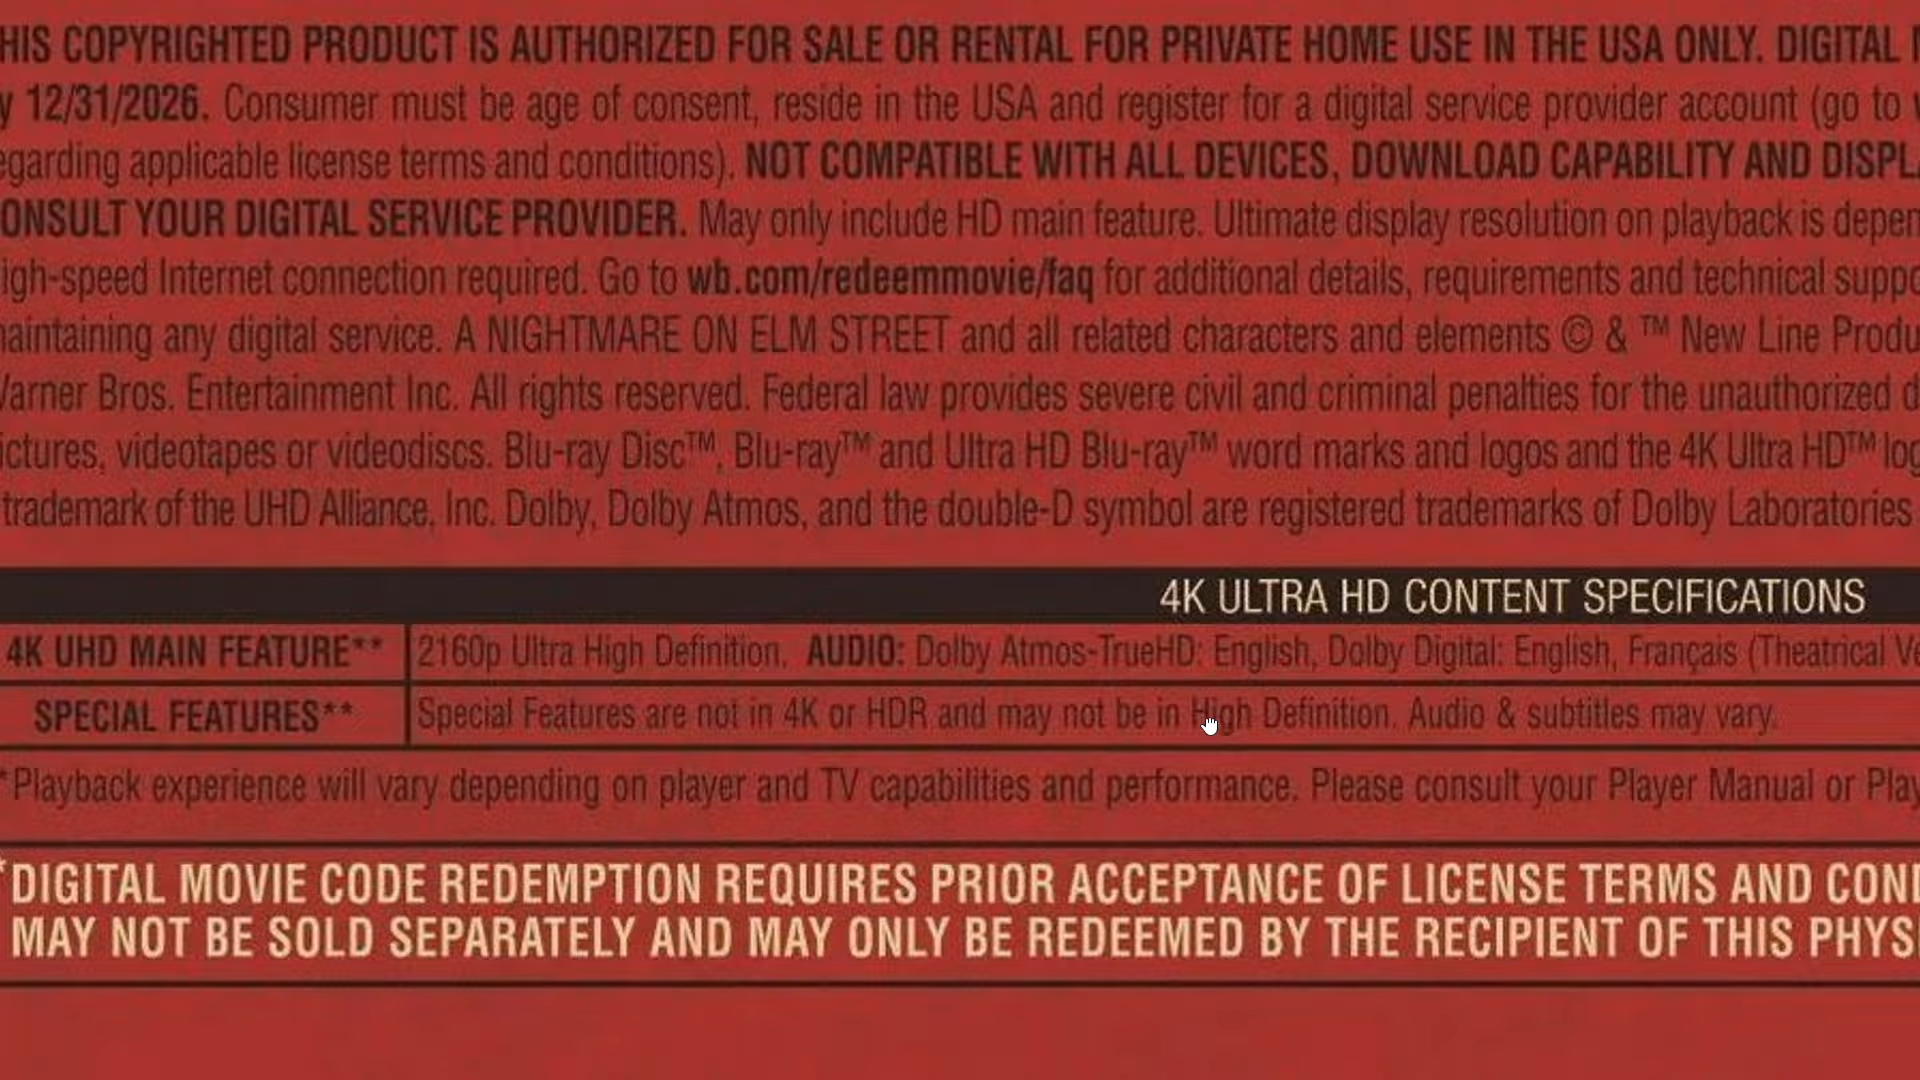 HIS COPYRIGHTED PRODUCT IS AUTHORIZED FOR SALE OR RENTAL FOR PRIVATE HOME USE IN THE USA ONLY. DIGITAL
y 12/31/2026. Consumer must be age of consent, reside in the USA and register for a digital service provider account (go to
egarding applicable license terms and conditions). NOT COMPATIBLE WITH ALL DEVICES, DOWNLOAD CAPABILITY AND DISPL
ONSULT YOUR DIGITAL SERVICE PROVIDER. May only include HD main feature. Ultimate display resolution on playback is depen
igh-speed Internet connection required. Go to wb.com/redeemmovie/faq for additional details, requirements and technical suppo
aintaining any digital service. A NIGHTMARE ON ELM STREET and all related characters and elements © & ™ New Line Produ
Warner Bros. Entertainment Inc. All rights reserved. Federal law provides severe civil and criminal penalties for the unauthorized d
ictures, videotapes or videodiscs. Blu-ray Disc™, Blu-ray™ and Ultra HD Blu-ray™ word marks and logos and the 4K Ultra HD™ log
trademark of the UHD Alliance, Inc. Dolby, Dolby Atmos, and the double-D symbol are registered trademarks of Dolby Laboratories
4K ULTRA HD CONTENT SPECIFICATIONS
4K UHD MAIN FEATURE** 2160p Ultra High Definition. AUDIO: Dolby Atmos-TrueHD: English, Dolby Digital: English, Français (Theatrical Ve
SPECIAL FEATURES** Special Features are not in 4K or HDR and may not be in High Definition. Audio & subtitles may vary.
*Playback experience will vary depending on player and TV capabilities and performance. Please consult your Player Manual or Play
*DIGITAL MOVIE CODE REDEMPTION REQUIRES PRIOR ACCEPTANCE OF LICENSE TERMS AND COND
MAY NOT BE SOLD SEPARATELY AND MAY ONLY BE REDEEMED BY THE RECIPIENT OF THIS PHYS